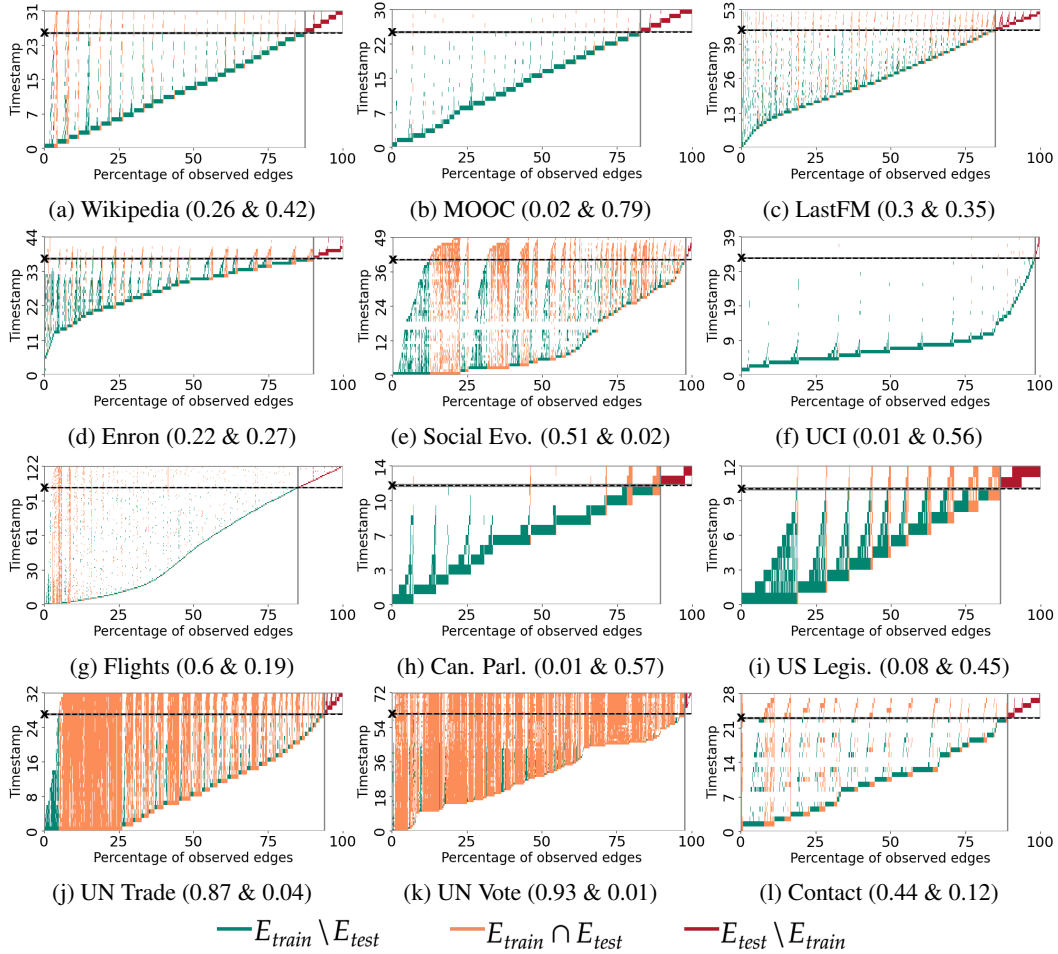 31
26
23
15
7
0
Timestamp
0 25 50 75 100
Percentage of observed edges
(a) Wikipedia (0.26 & 0.42)
30
25
22
15
7
0
Timestamp
0 25 50 75 100
Percentage of observed edges
(b) MOOC (0.02 & 0.79)
53
39
26
13
0
Timestamp
0 25 50 75 100
Percentage of observed edges
(c) LastFM (0.3 & 0.35)
44
33
22
11
0
Timestamp
0 25 50 75 100
Percentage of observed edges
(d) Enron (0.22 & 0.27)
49
36
24
12
0
Timestamp
0 25 50 75 100
Percentage of observed edges
(e) Social Evo. (0.51 & 0.02)
39
29
19
9
0
Timestamp
0 25 50 75 100
Percentage of observed edges
(f) UCI (0.01 & 0.56)
122
91
61
30
0
Timestamp
0 25 50 75 100
Percentage of observed edges
(g) Flights (0.6 & 0.19)
14
10
7
3
0
Timestamp
0 25 50 75 100
Percentage of observed edges
(h) Can. Parl. (0.01 & 0.57)
12
9
6
3
0
Timestamp
0 25 50 75 100
Percentage of observed edges
(i) US Legis. (0.08 & 0.45)
32
24
16
8
0
Timestamp
0 25 50 75 100
Percentage of observed edges
(j) UN Trade (0.87 & 0.04)
72
54
36
18
0
Timestamp
0 25 50 75 100
Percentage of observed edges
(k) UN Vote (0.93 & 0.01)
28
21
14
7
0
Timestamp
0 25 50 75 100
Percentage of observed edges
(l) Contact (0.44 & 0.12)
E_train \ E_test E_train ∩ E_test E_test \ E_train